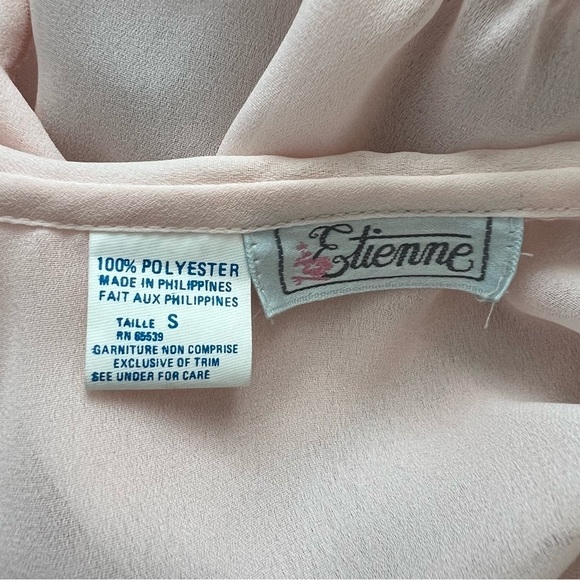 100% POLYESTER
MADE IN PHILIPPINES
FAIT AUX PHILIPPINES
TAILLE S
RN 65539
GARNITURE NON COMPRISE
EXCLUSIVE OF TRIM
SEE UNDER FOR CARE
Etienne